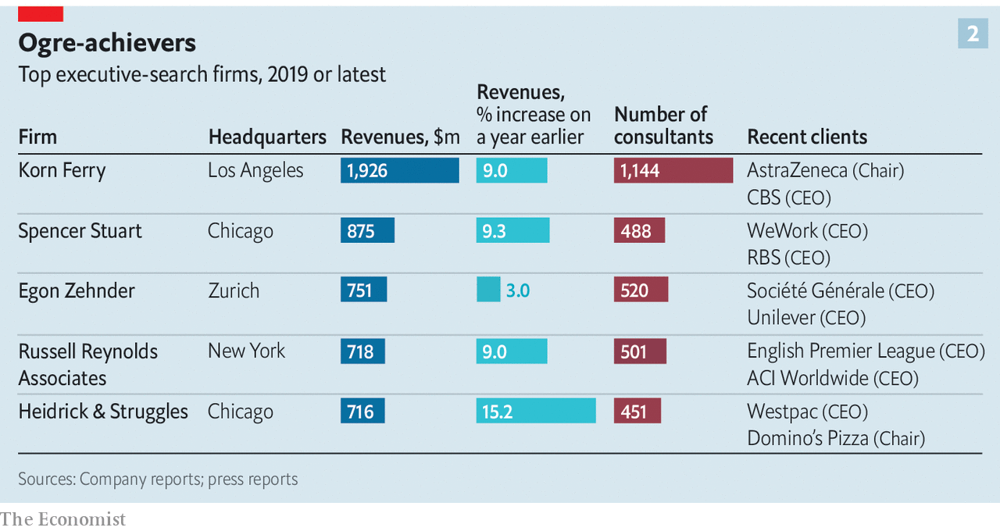 2
Ogre-achievers
Top executive-search firms, 2019 or latest
Firm
Headquarters
Revenues, $m
Revenues,
% increase on
a year earlier
Number of
consultants
Recent clients
Korn Ferry Los Angeles 1,926 9.0 1,144 AstraZeneca (Chair)
CBS (CEO)
Spencer Stuart Chicago 875 9.3 488 WeWork (CEO)
RBS (CEO)
Egon Zehnder Zurich 751 3.0 520 Société Générale (CEO)
Unilever (CEO)
Russell Reynolds New York 718 9.0 501 English Premier League (CEO)
Associates ACI Worldwide (CEO)
Heidrick & Struggles Chicago 716 15.2 451 Westpac (CEO)
Domino’s Pizza (Chair)
Sources: Company reports; press reports
The Economist